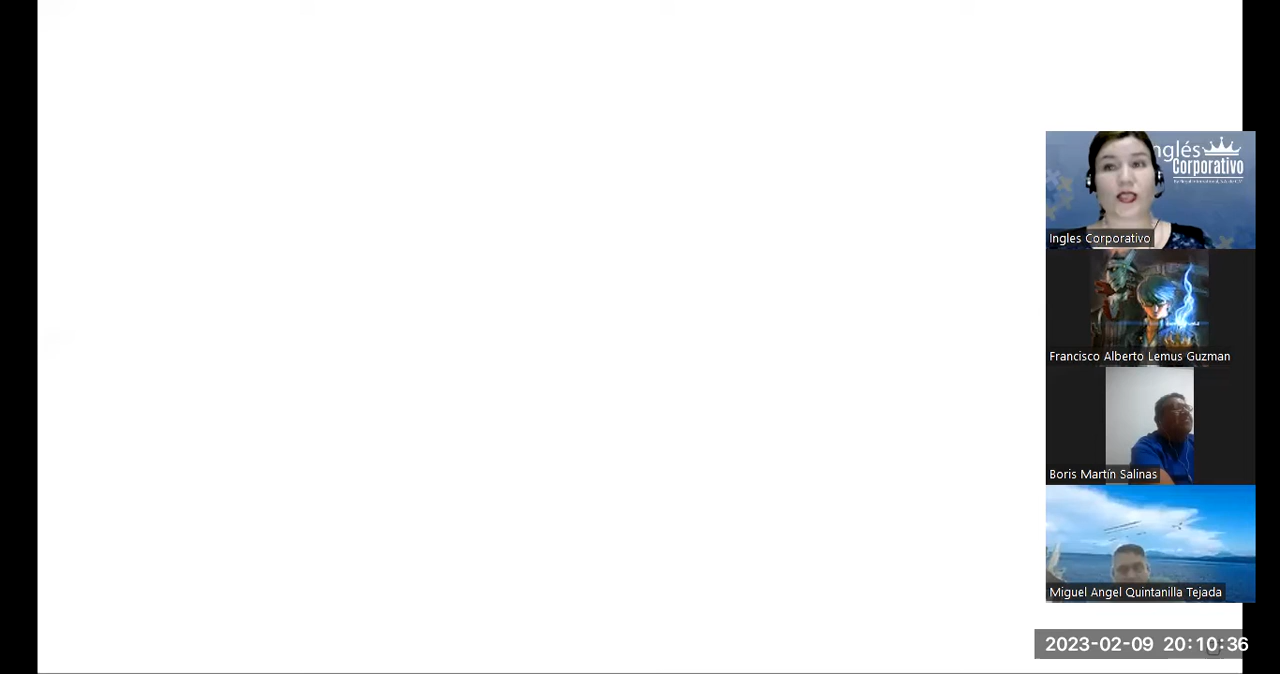 nglés
Corporativo
Ingles Corporativo
Francisco Alberto Lemus Guzman
Boris Martín Salinas
Miguel Angel Quintanilla Tejada
2023-02-09 20:10:36